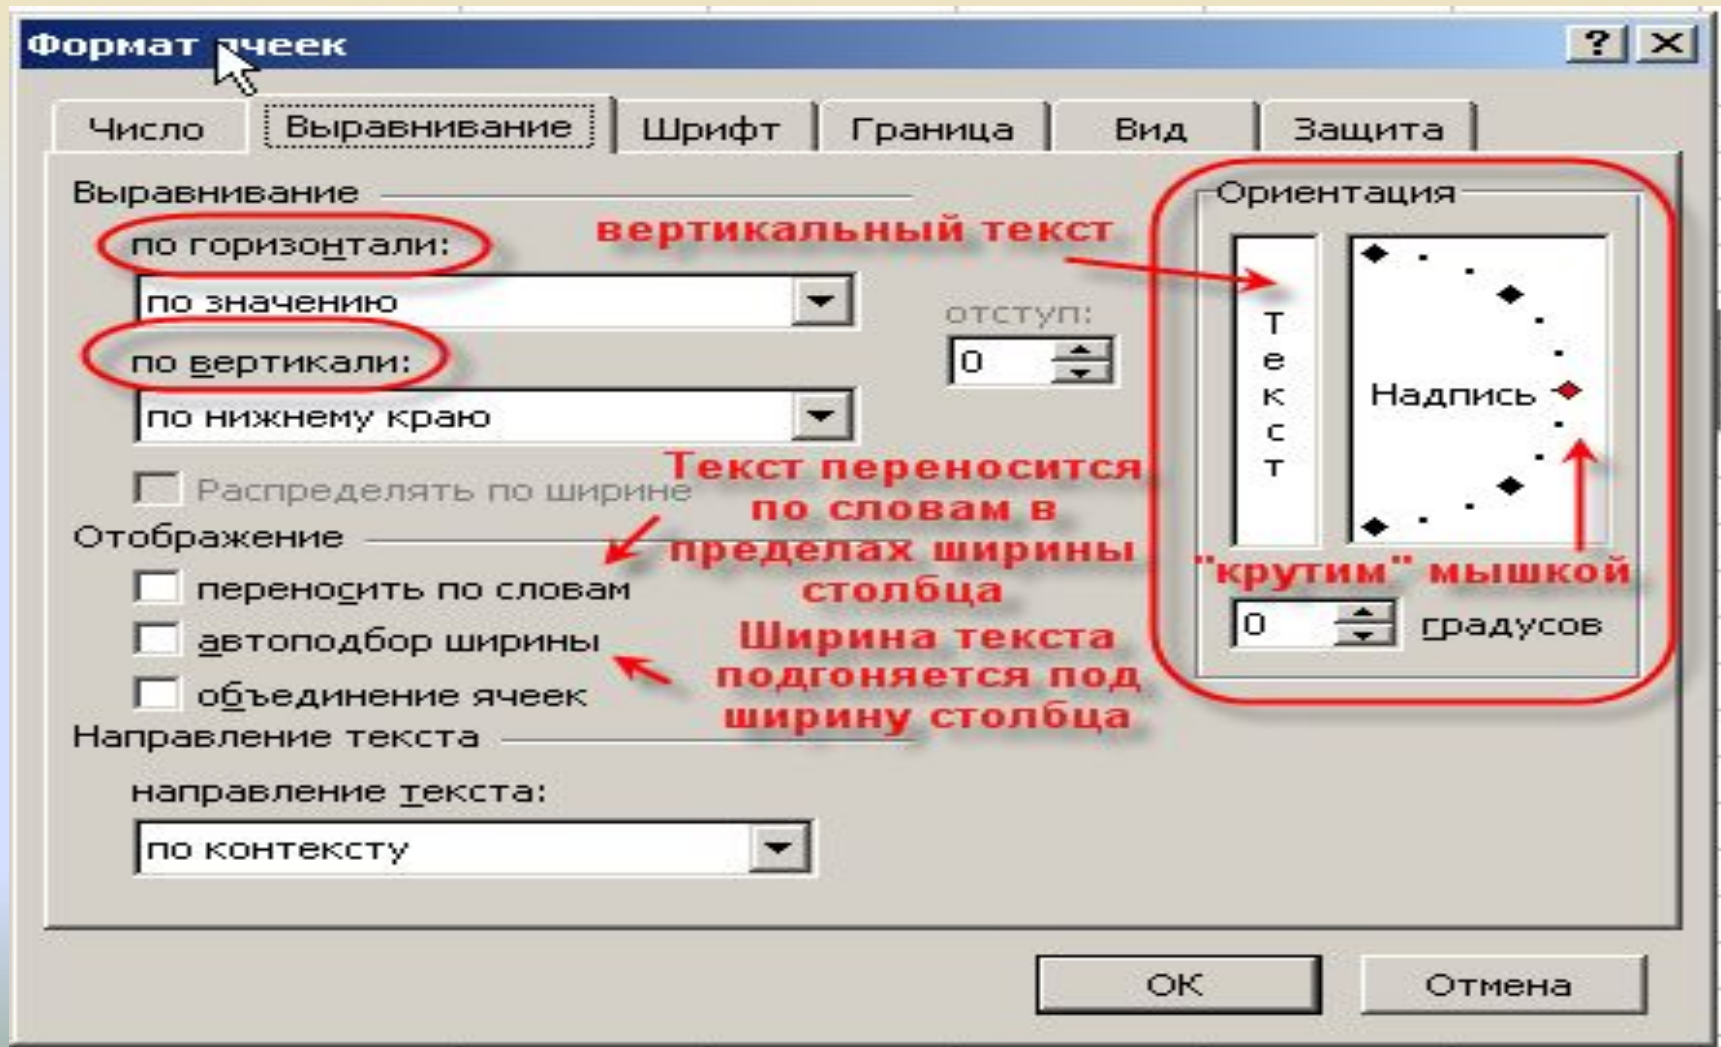 Формат ячеек
Число Выравнивание Шрифт Граница Вид Защита
Выравнивание
по горизонтали:
по значению
отступ:
0
по вертикали:
по нижнему краю
Распределять по ширине
Отображение
переносить по словам
автоподбор ширины
объединение ячеек
Направление текста
направление текста:
по контексту
вертикальный текст
Текст переносится
по словам в
пределах ширины
столбца
Ширина текста
подгоняется под
ширину столбца
Ориентация
Текст
Надпись
"крутим" мышкой
0 градусов
ОК Отмена